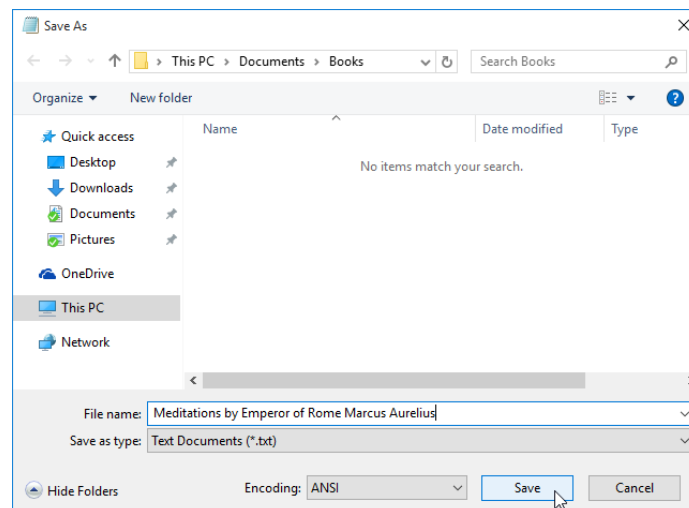 Save As
This PC > Documents > Books
Search Books
Organize
New folder
Name
Date modified
Type
No items match your search.
Quick access
Desktop
Downloads
Documents
Pictures
OneDrive
This PC
Network
File name: Meditations by Emperor of Rome Marcus Aurelius
Save as type: Text Documents (*.txt)
Hide Folders
Encoding: ANSI
Save
Cancel